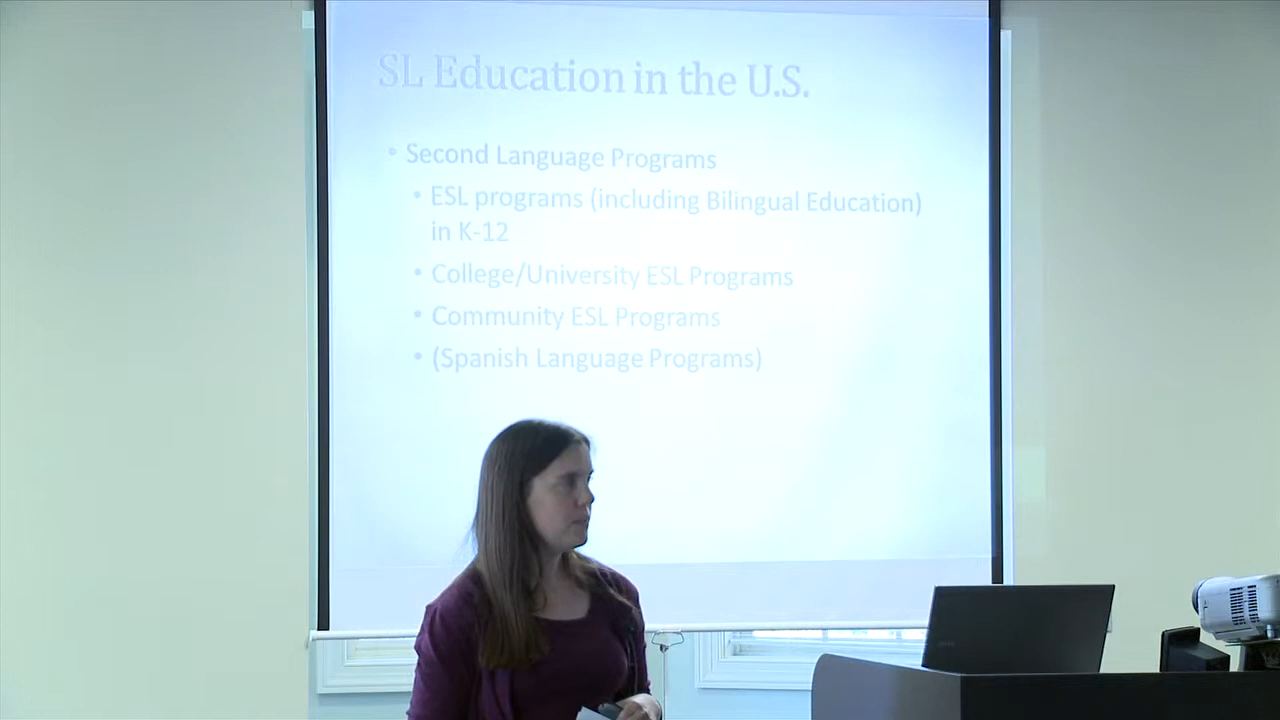 SL Education in the U.S.
• Second Language Programs
• ESL programs (including Bilingual Education)
in K-12
• College/University ESL Programs
• Community ESL Programs
• (Spanish Language Programs)